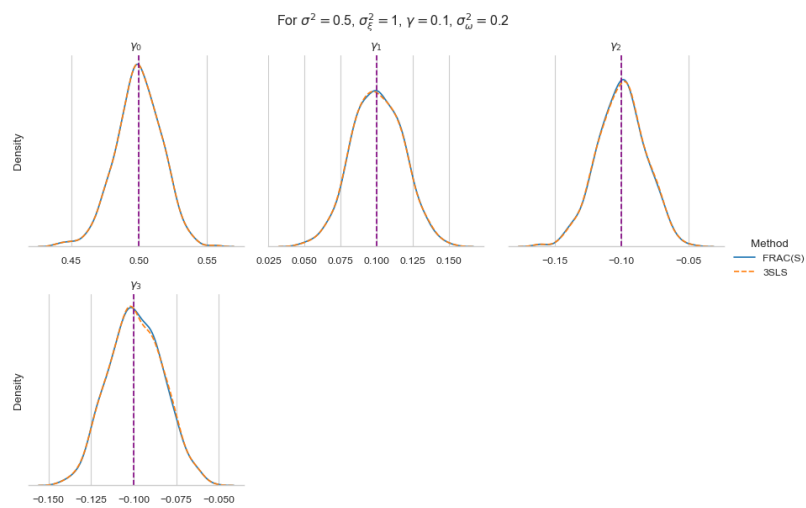 For σ² = 0.5, σ²_ξ = 1, γ = 0.1, σ²_ω = 0.2
γ₀
γ₁
γ₂
Density
0.45 0.50 0.55
0.025 0.050 0.075 0.100 0.125 0.150
−0.15 −0.10 −0.05
Method
FRAC(S)
3SLS
γ₃
Density
−0.150 −0.125 −0.100 −0.075 −0.050